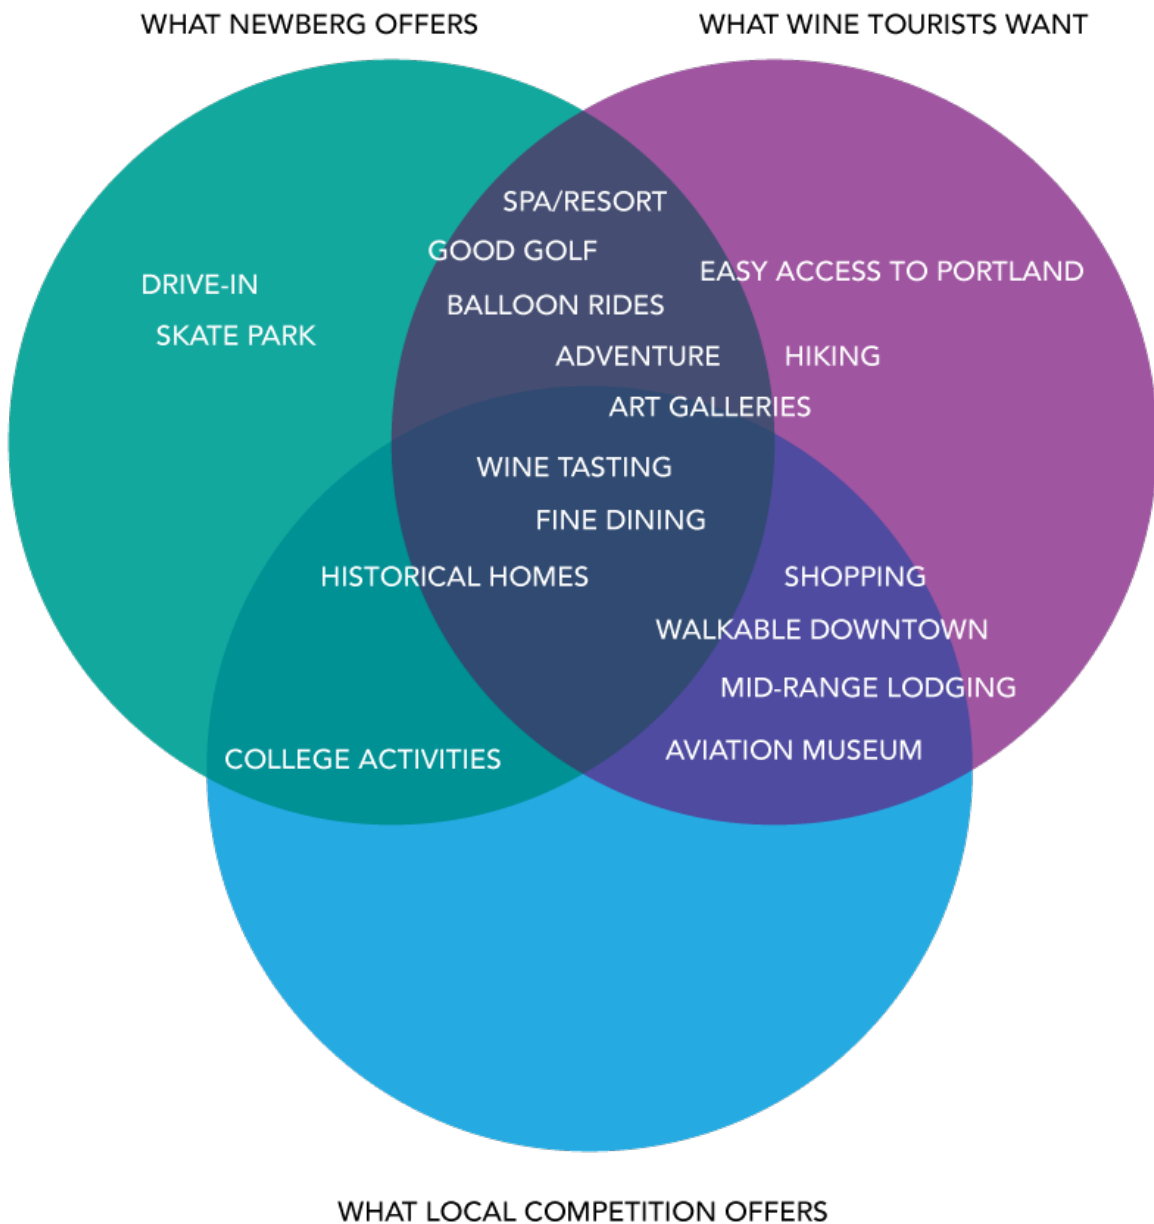 WHAT NEWBERG OFFERS
WHAT WINE TOURISTS WANT
SPA/RESORT
GOOD GOLF
EASY ACCESS TO PORTLAND
DRIVE-IN
BALLOON RIDES
SKATE PARK
ADVENTURE
HIKING
ART GALLERIES
WINE TASTING
FINE DINING
HISTORICAL HOMES
SHOPPING
WALKABLE DOWNTOWN
MID-RANGE LODGING
AVIATION MUSEUM
COLLEGE ACTIVITIES
WHAT LOCAL COMPETITION OFFERS